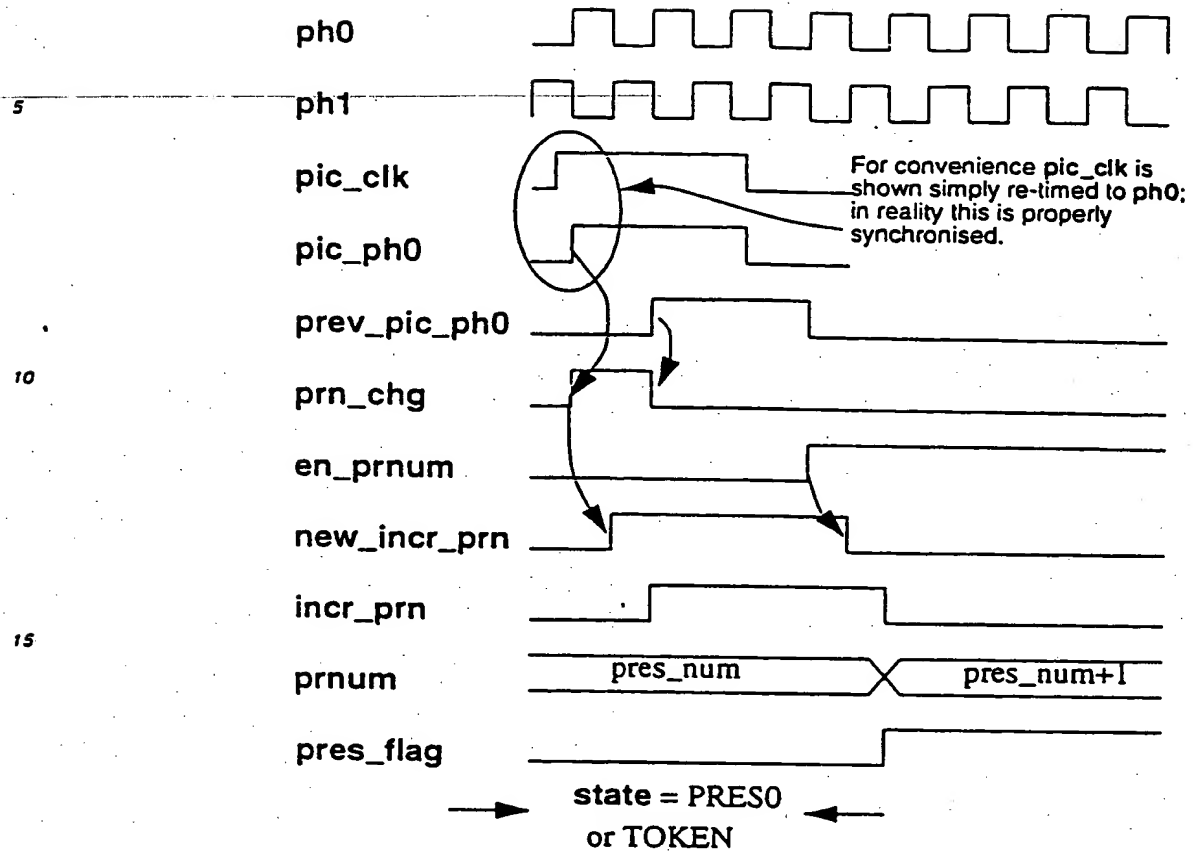 ph0
5
ph1
pic_clk
For convenience pic_clk is
shown simply re-timed to ph0;
in reality this is properly
synchronised.
pic_ph0
prev_pic_ph0
10
prn_chg
en_prnum
new_incr_prn
incr_prn
15
prnum
pres_num
pres_num+1
pres_flag
state = PRES0
or TOKEN